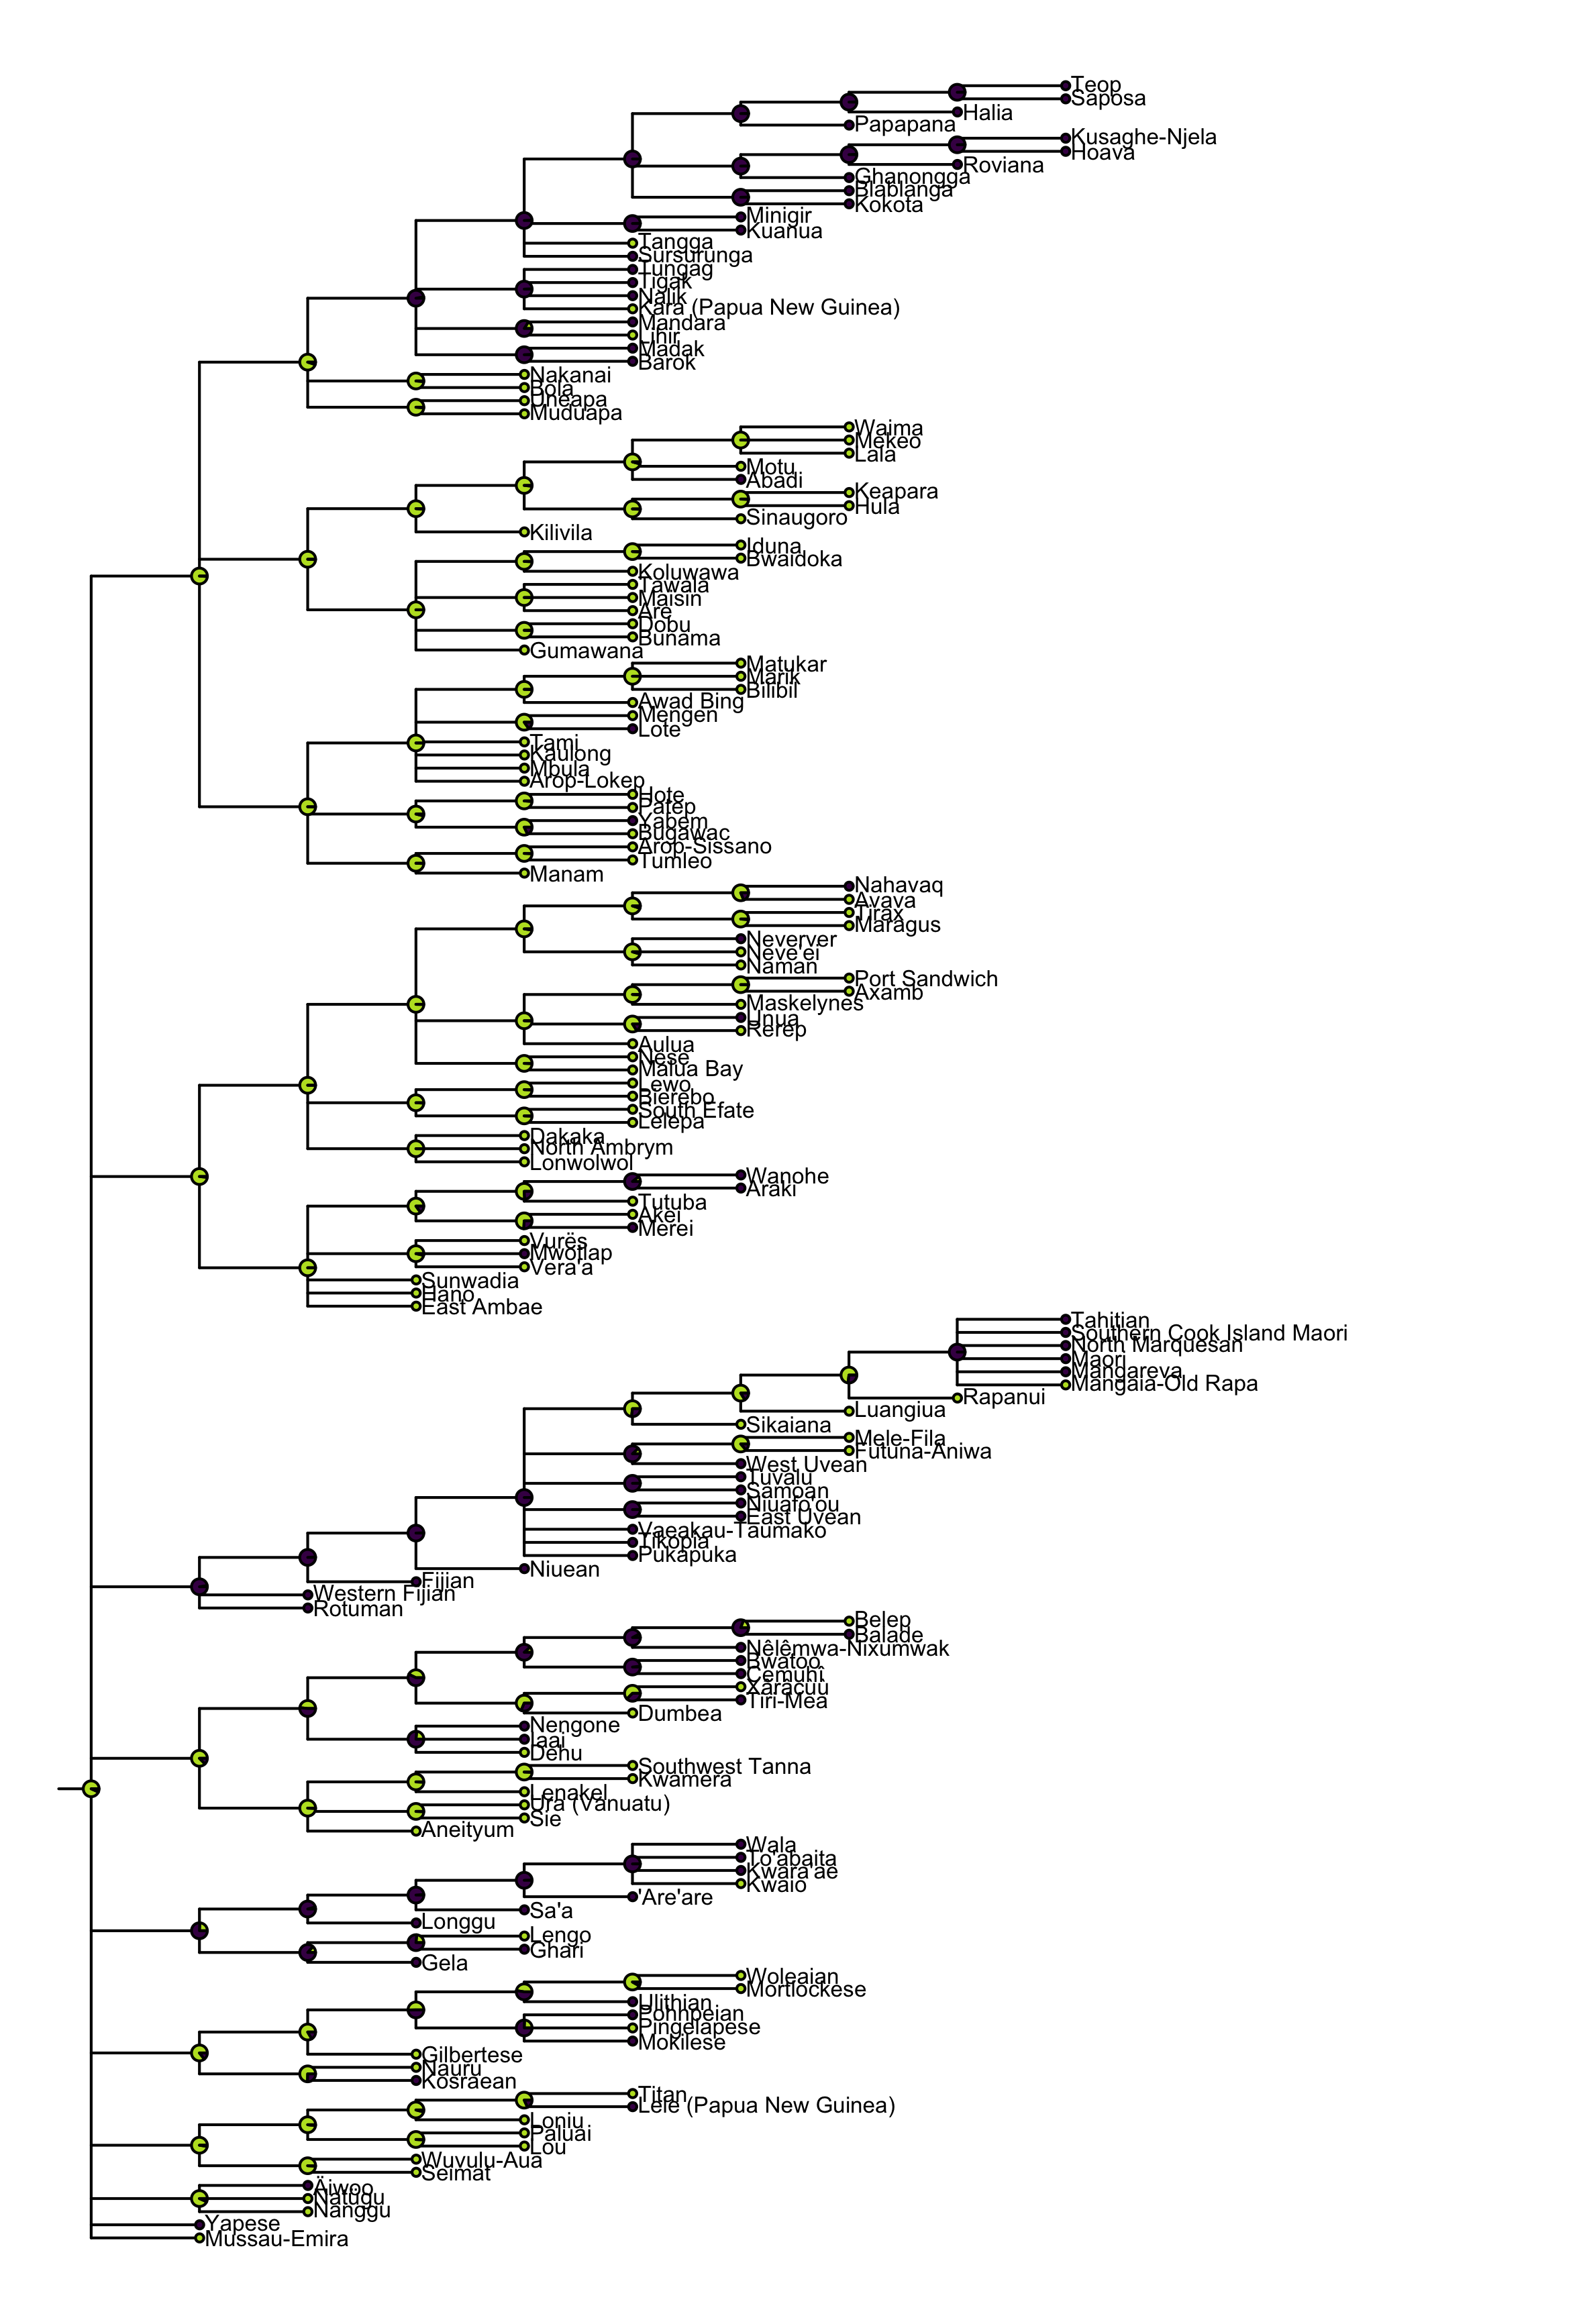 Teop
Saposa
Halia
Papapana
Kusaghe-Njela
Hoava
Roviana
Ghanongga
Blablanga
Kokota
Minigir
Kuanua
Tangga
Sursurunga
Tungag
Tigak
Nalik
Kara (Papua New Guinea)
Mandara
Lihir
Madak
Barok
Nakanai
Bola
Uneapa
Muduapa
Waima
Mekeo
Lala
Motu
Abadi
Keapara
Hula
Sinaugoro
Kilivila
Iduna
Bwaidoka
Koluwawa
Tawala
Maisin
Are
Dobu
Bunama
Gumawana
Matukar
Marik
Bilibil
Awad Bing
Mengen
Lote
Tami
Kaulong
Mbula
Arop-Lokep
Hote
Patep
Yabem
Bugawac
Arop-Sissano
Tumleo
Manam
Nahavaq
Avava
Tirax
Maragus
Neverver
Neve'ei
Naman
Port Sandwich
Axamb
Maskelynes
Unua
Rerep
Aulua
Nese
Malua Bay
Lewo
Bierebo
South Efate
Lelepa
Dakaka
North Ambrym
Lonwolwol
Wanohe
Araki
Tutuba
Akei
Merei
Vurës
Mwotlap
Vera'a
Sunwadia
Hano
East Ambae
Tahitian
Southern Cook Island Maori
North Marquesan
Maori
Mangareva
Mangaia-Old Rapa
Rapanui
Luangiua
Sikaiana
Mele-Fila
Futuna-Aniwa
West Uvean
Tuvalu
Samoan
Niuafo'ou
East Uvean
Vaeakau-Taumako
Tikopia
Pukapuka
Niuean
Fijian
Western Fijian
Rotuman
Belep
Balade
Nêlêmwa-Nixumwak
Bwatoo
Cemuhî
Xârâcùù
Tiri-Mea
Dumbea
Nengone
Iaai
Dehu
Southwest Tanna
Kwamera
Lenakel
Ura (Vanuatu)
Sie
Aneityum
Wala
To'abaita
Kwara'ae
Kwaio
'Are'are
Sa'a
Longgu
Lengo
Ghari
Gela
Woleaian
Mortlockese
Ulithian
Pohnpeian
Pingelapese
Mokilese
Gilbertese
Nauru
Kosraean
Titan
Lele (Papua New Guinea)
Loniu
Paluai
Lou
Wuvulu-Aua
Seimat
Äiwoo
Natügu
Nanggu
Yapese
Mussau-Emira